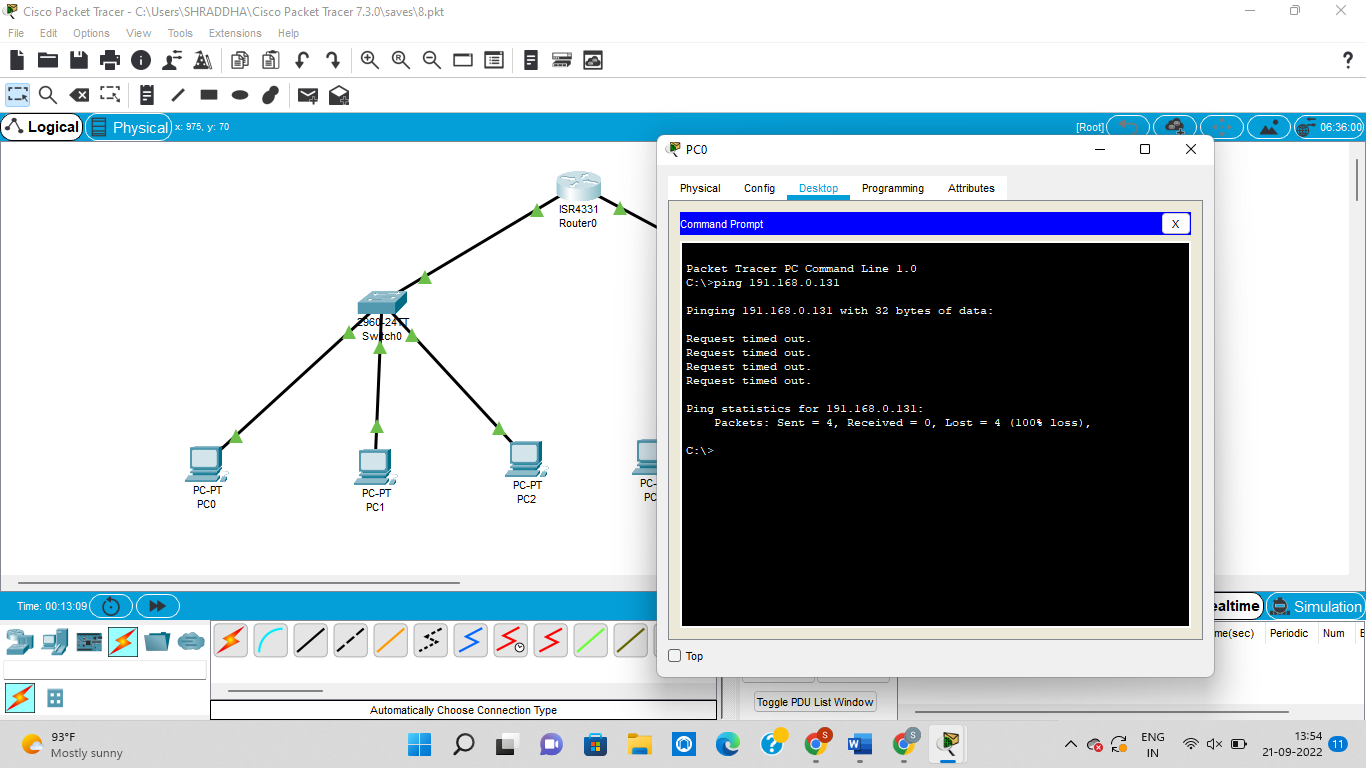 Cisco Packet Tracer - C:\Users\SHRADDHA\Cisco Packet Tracer 7.3.0\saves\8.pkt
File Edit Options View Tools Extensions Help
Logical Physical x: 975, y: 70 [Root] 06:36:00
PC0
Physical Config Desktop Programming Attributes
Command Prompt X
Packet Tracer PC Command Line 1.0
C:\>ping 191.168.0.131
Pinging 191.168.0.131 with 32 bytes of data:
Request timed out.
Request timed out.
Request timed out.
Request timed out.
Ping statistics for 191.168.0.131:
Packets: Sent = 4, Received = 0, Lost = 4 (100% loss),
C:\>
Top
ISR4331
Router0
2960-24TT
Switch0
PC-PT
PC0
PC-PT
PC1
PC-PT
PC2
PC-
PC
Time: 00:13:09
ealtime Simulation
me(sec) Periodic Num E
Automatically Choose Connection Type
Toggle PDU List Window
93°F
Mostly sunny
ENG
IN
13:54
21-09-2022
11